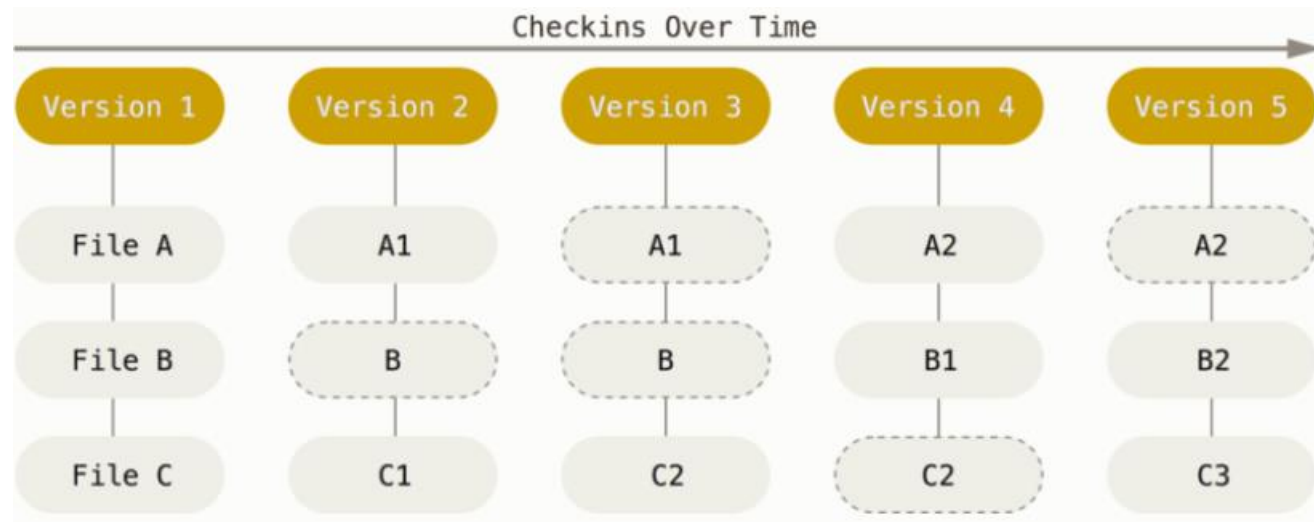 Checkins Over Time
Version 1 Version 2 Version 3 Version 4 Version 5
File A A1 A1 A2 A2
File B B B B1 B2
File C C1 C2 C2 C3